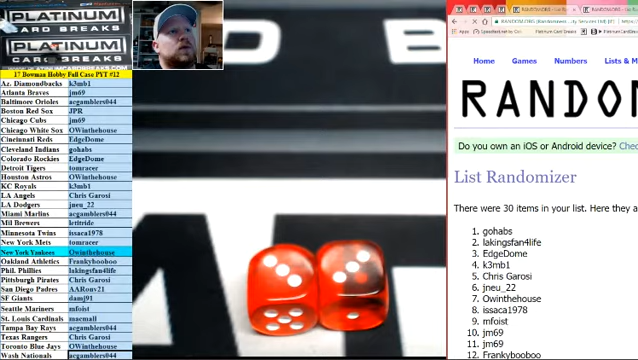 PLATINUM
CARD BREAKS
PLATINUM
CARD BREAKS
17 Bowman Hobby Full Case PYT #12
Az. Diamondbacks k3mb1
Atlanta Braves jm69
Baltimore Orioles acgamblers044
Boston Red Sox JPR
Chicago Cubs jm69
Chicago White Sox OWinthehouse
Cincinnati Reds EdgeDome
Cleveland Indians gohabs
Colorado Rockies EdgeDome
Detroit Tigers tomracer
Houston Astros OWinthehouse
KC Royals k3mb1
LA Angels Chris Garosi
LA Dodgers jneu_22
Miami Marlins acgamblers044
Mil Brewers letitride
Minnesota Twins issaca1978
New York Mets tomracer
New York Yankees Owinthehouse
Oakland Athletics Frankybooboo
Phil. Phillies lakingsfan4life
Pittsburgh Pirates Chris Garosi
San Diego Padres AARon21
SF Giants damj91
Seattle Mariners mfoist
St. Louis Cardinals macmail
Tampa Bay Rays acgamblers044
Texas Rangers Chris Garosi
Toronto Blue Jays OWinthehouse
Wash Nationals acgamblers044
Home Games Numbers Lists & M
RANDO
Do you own an iOS or Android device? Che
List Randomizer
There were 30 items in your list. Here they a
1. gohabs
2. lakingsfan4life
3. EdgeDome
4. k3mb1
5. Chris Garosi
6. jneu_22
7. OWinthehouse
8. issaca1978
9. mfoist
10. jm69
11. jm69
12. Frankybooboo